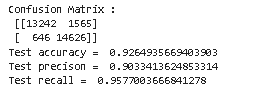 Confusion Matrix :
[[13242 1565]
[ 646 14626]]
Test accuracy = 0.9264935669403903
Test precison = 0.9033413624853314
Test recall = 0.9577003666841278